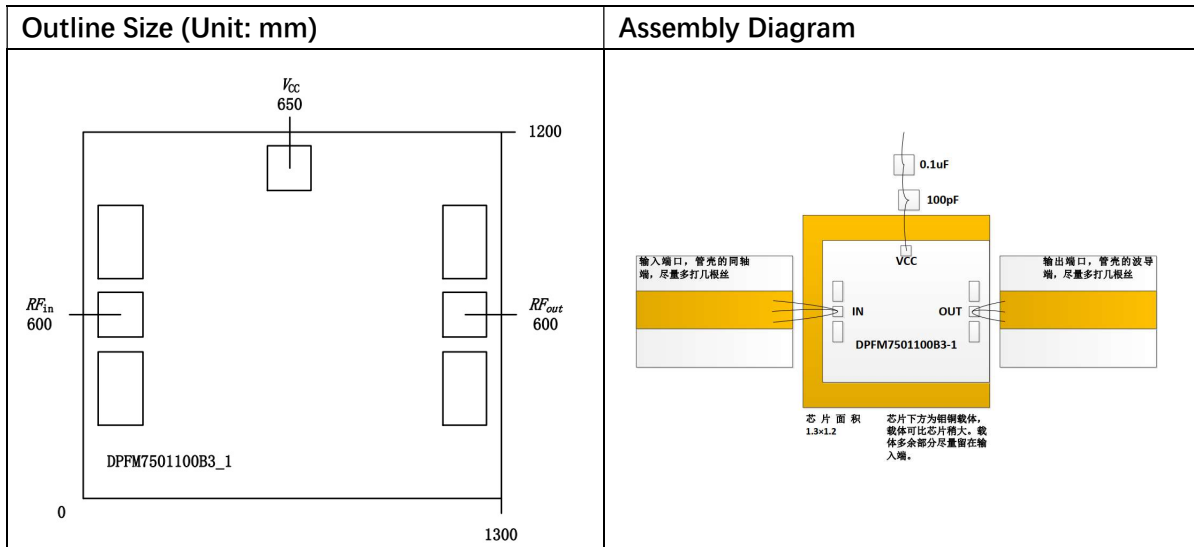 Outline Size (Unit: mm)
Assembly Diagram
VCC
650
1200
RFin
600
RFout
600
DPFM7501100B3_1
0
1300
0.1uF
100pF
输入端口，管壳的同轴
端，尽量多打几根丝
VCC
输出端口，管壳的波导
端，尽量多打几根丝
IN
OUT
DPFM7501100B3-1
芯片面积
1.3×1.2
芯片下方为钼铜载体，
载体可比芯片稍大。载
体多余部分尽量留在输
入端。